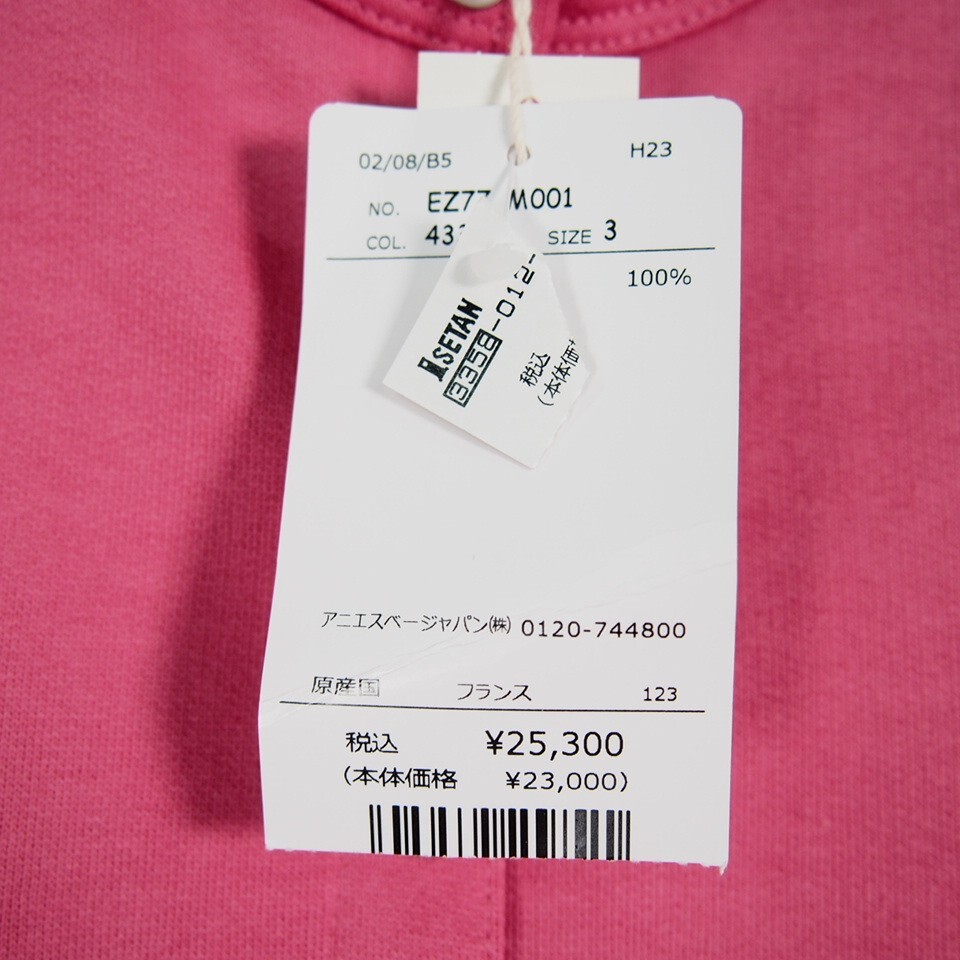 02/08/B5 H23
NO. EZ77 M001
COL. 433 SIZE 3
100%
ISETAN
3358-012-
税込
(本体価
アニエスベージャパン㈱ 0120-744800
原産国 フランス 123
税込 ¥25,300
(本体価格 ¥23,000)